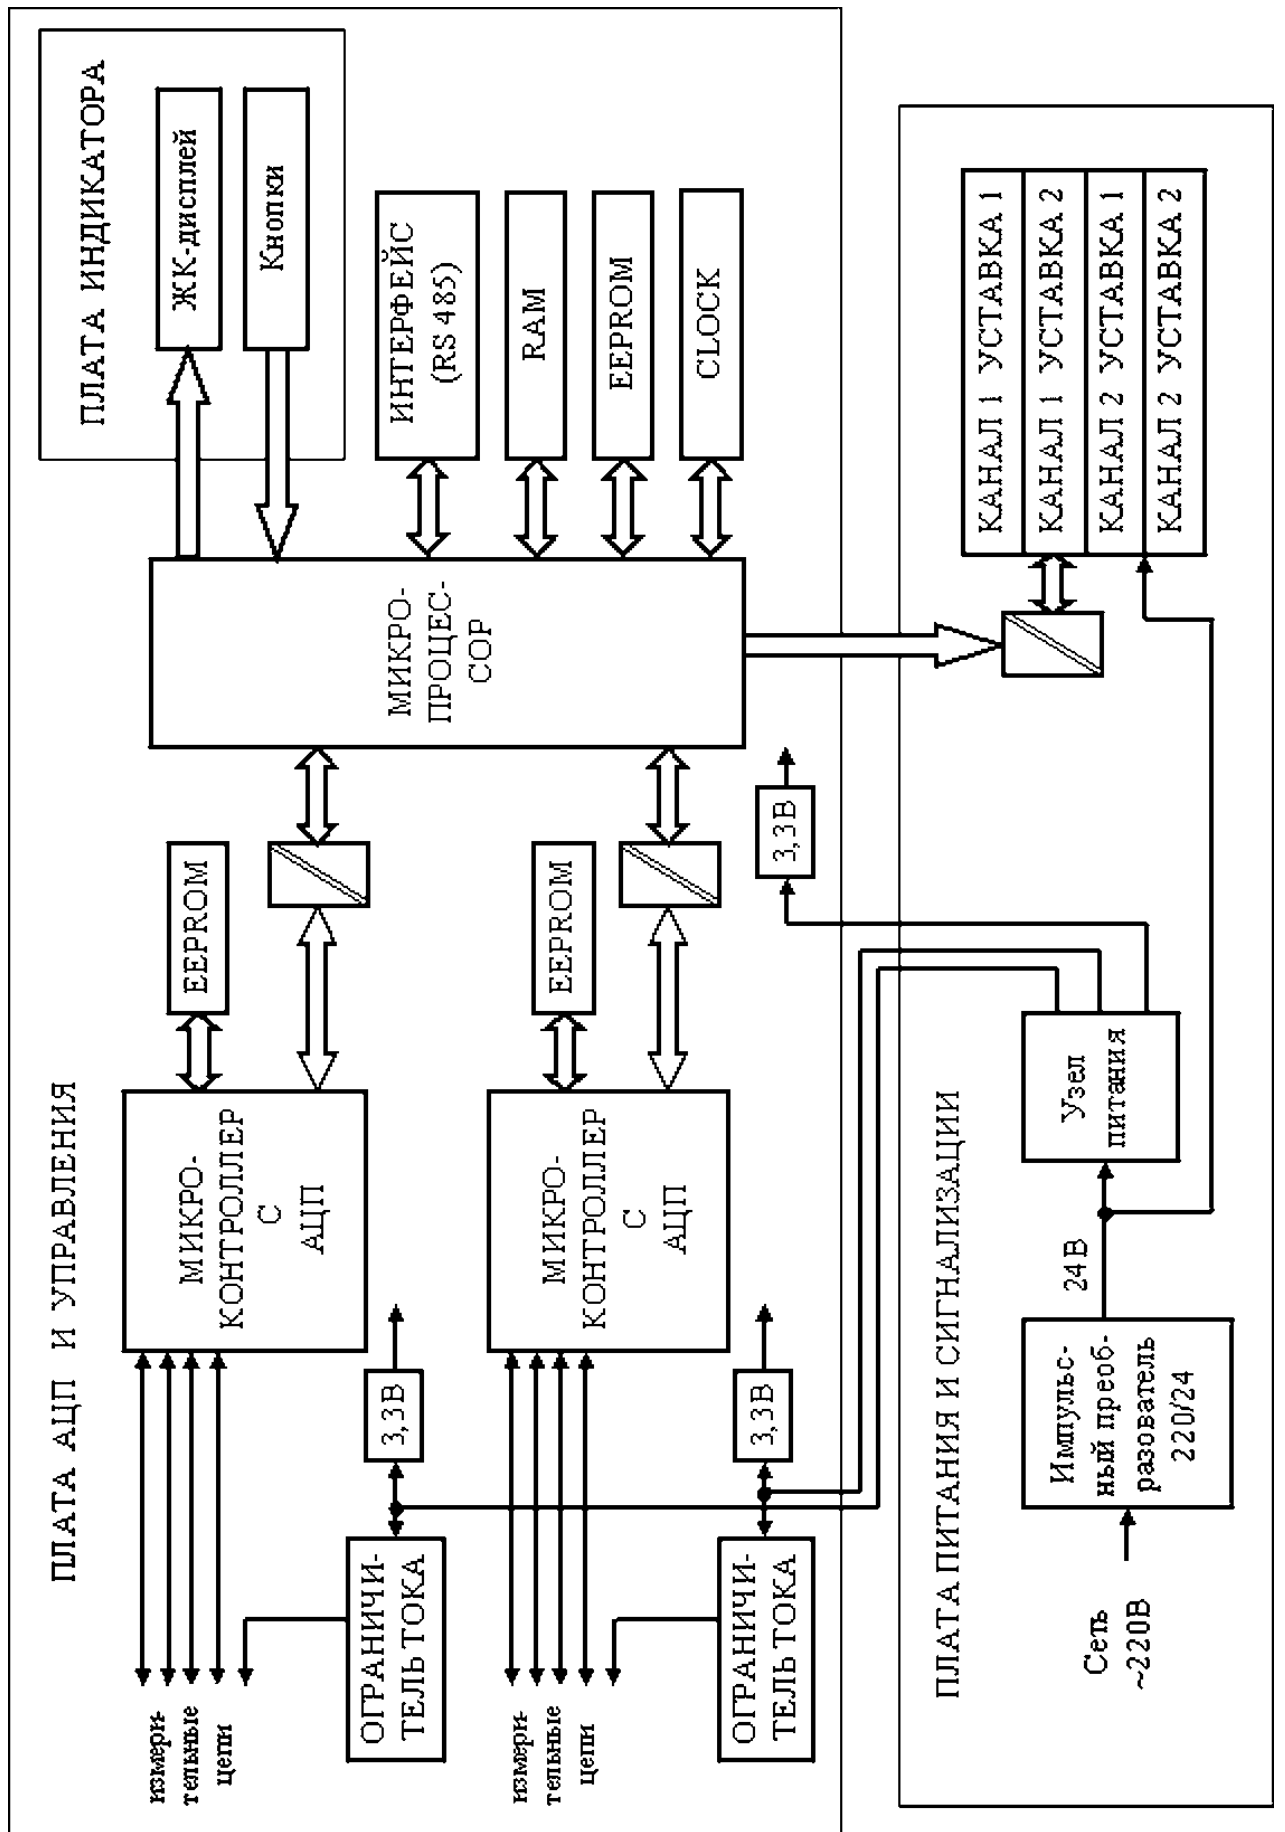 ПЛАТА АЦП И УПРАВЛЕНИЯ
ПЛАТА ИНДИКАТОРА
ЖК-дисплей
Кнопки
измери-
тельные
цепи
МИКРО-
КОНТРОЛЛЕР
С
АЦП
EEPROM
МИКРО-
ПРОЦЕС-
СОР
ИНТЕРФЕЙС
(RS 485)
RAM
EEPROM
CLOCK
ОГРАНИЧИ-
ТЕЛЬ ТОКА
3,3В
измери-
тельные
цепи
МИКРО-
КОНТРОЛЛЕР
С
АЦП
EEPROM
ОГРАНИЧИ-
ТЕЛЬ ТОКА
3,3В
3,3В
ПЛАТА ПИТАНИЯ И СИГНАЛИЗАЦИИ
Сеть
~220В
Импульс-
ный преоб-
разователь
220/24
24В
Узел
питания
КАНАЛ 1 УСТАВКА 1
КАНАЛ 1 УСТАВКА 2
КАНАЛ 2 УСТАВКА 1
КАНАЛ 2 УСТАВКА 2